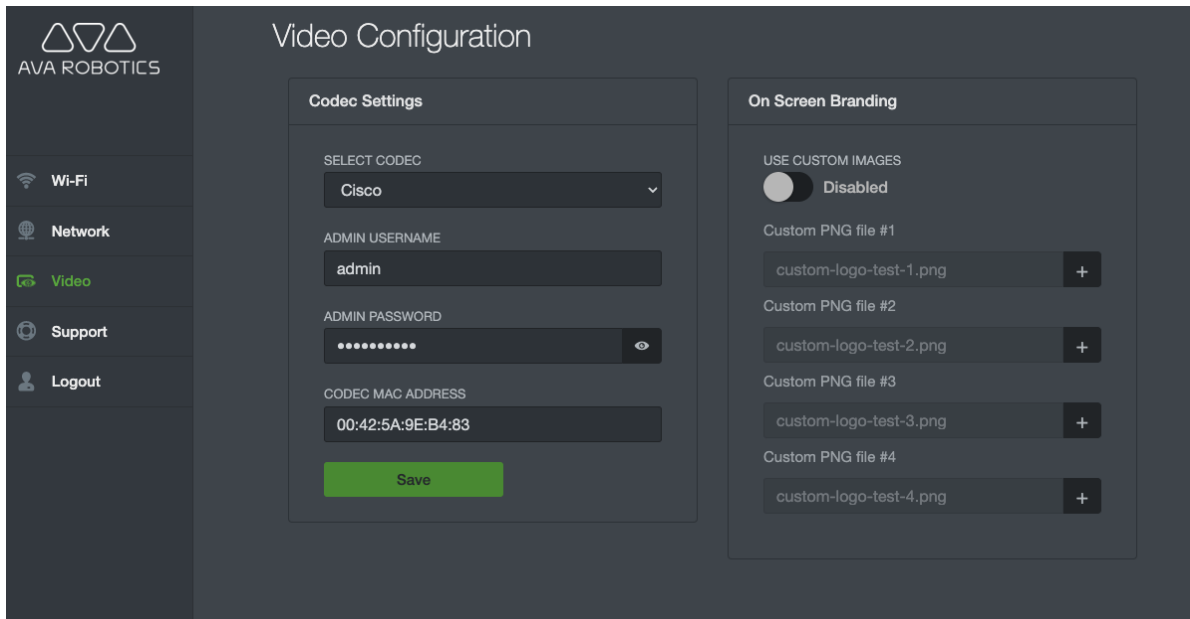 AVA ROBOTICS
Wi-Fi
Network
Video
Support
Logout
Video Configuration
Codec Settings
SELECT CODEC
Cisco
ADMIN USERNAME
admin
ADMIN PASSWORD
••••••••••
CODEC MAC ADDRESS
00:42:5A:9E:B4:83
Save
On Screen Branding
USE CUSTOM IMAGES
Disabled
Custom PNG file #1
custom-logo-test-1.png
+
Custom PNG file #2
custom-logo-test-2.png
+
Custom PNG file #3
custom-logo-test-3.png
+
Custom PNG file #4
custom-logo-test-4.png
+